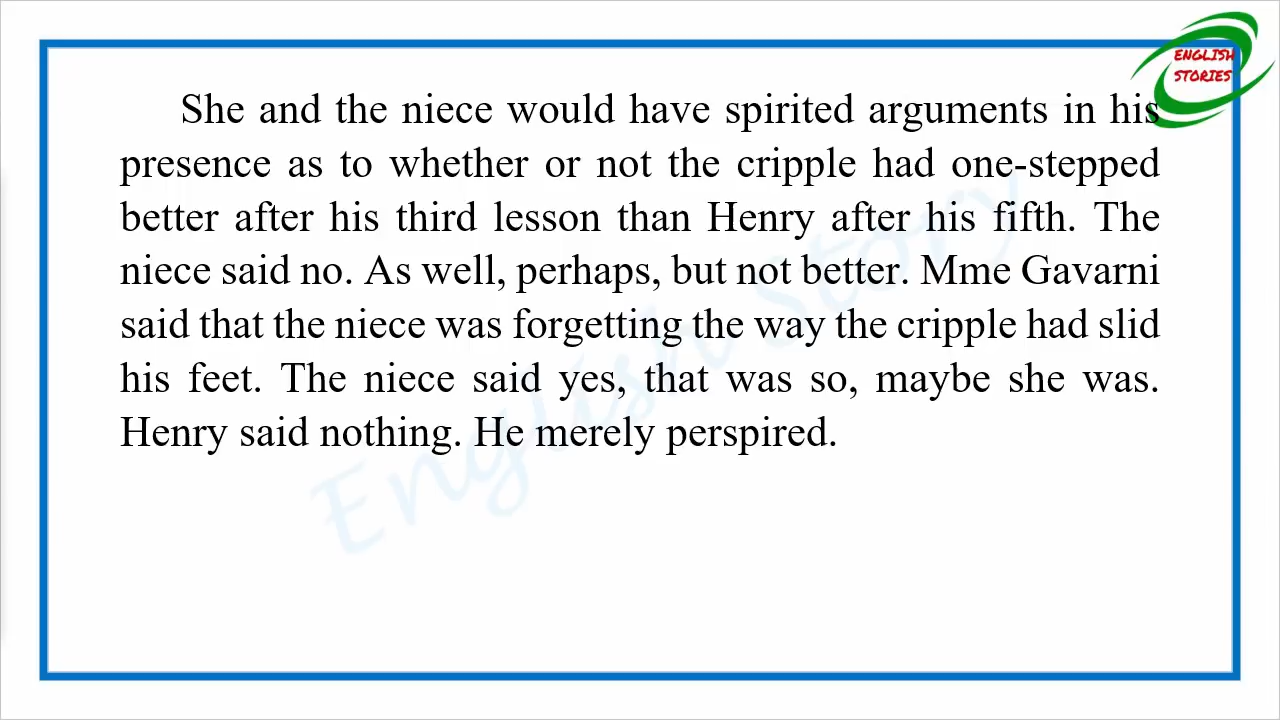 ENGLISH
STORIES
She and the niece would have spirited arguments in his
presence as to whether or not the cripple had one-stepped
better after his third lesson than Henry after his fifth. The
niece said no. As well, perhaps, but not better. Mme Gavarni
said that the niece was forgetting the way the cripple had slid
his feet. The niece said yes, that was so, maybe she was.
Henry said nothing. He merely perspired.
English Story